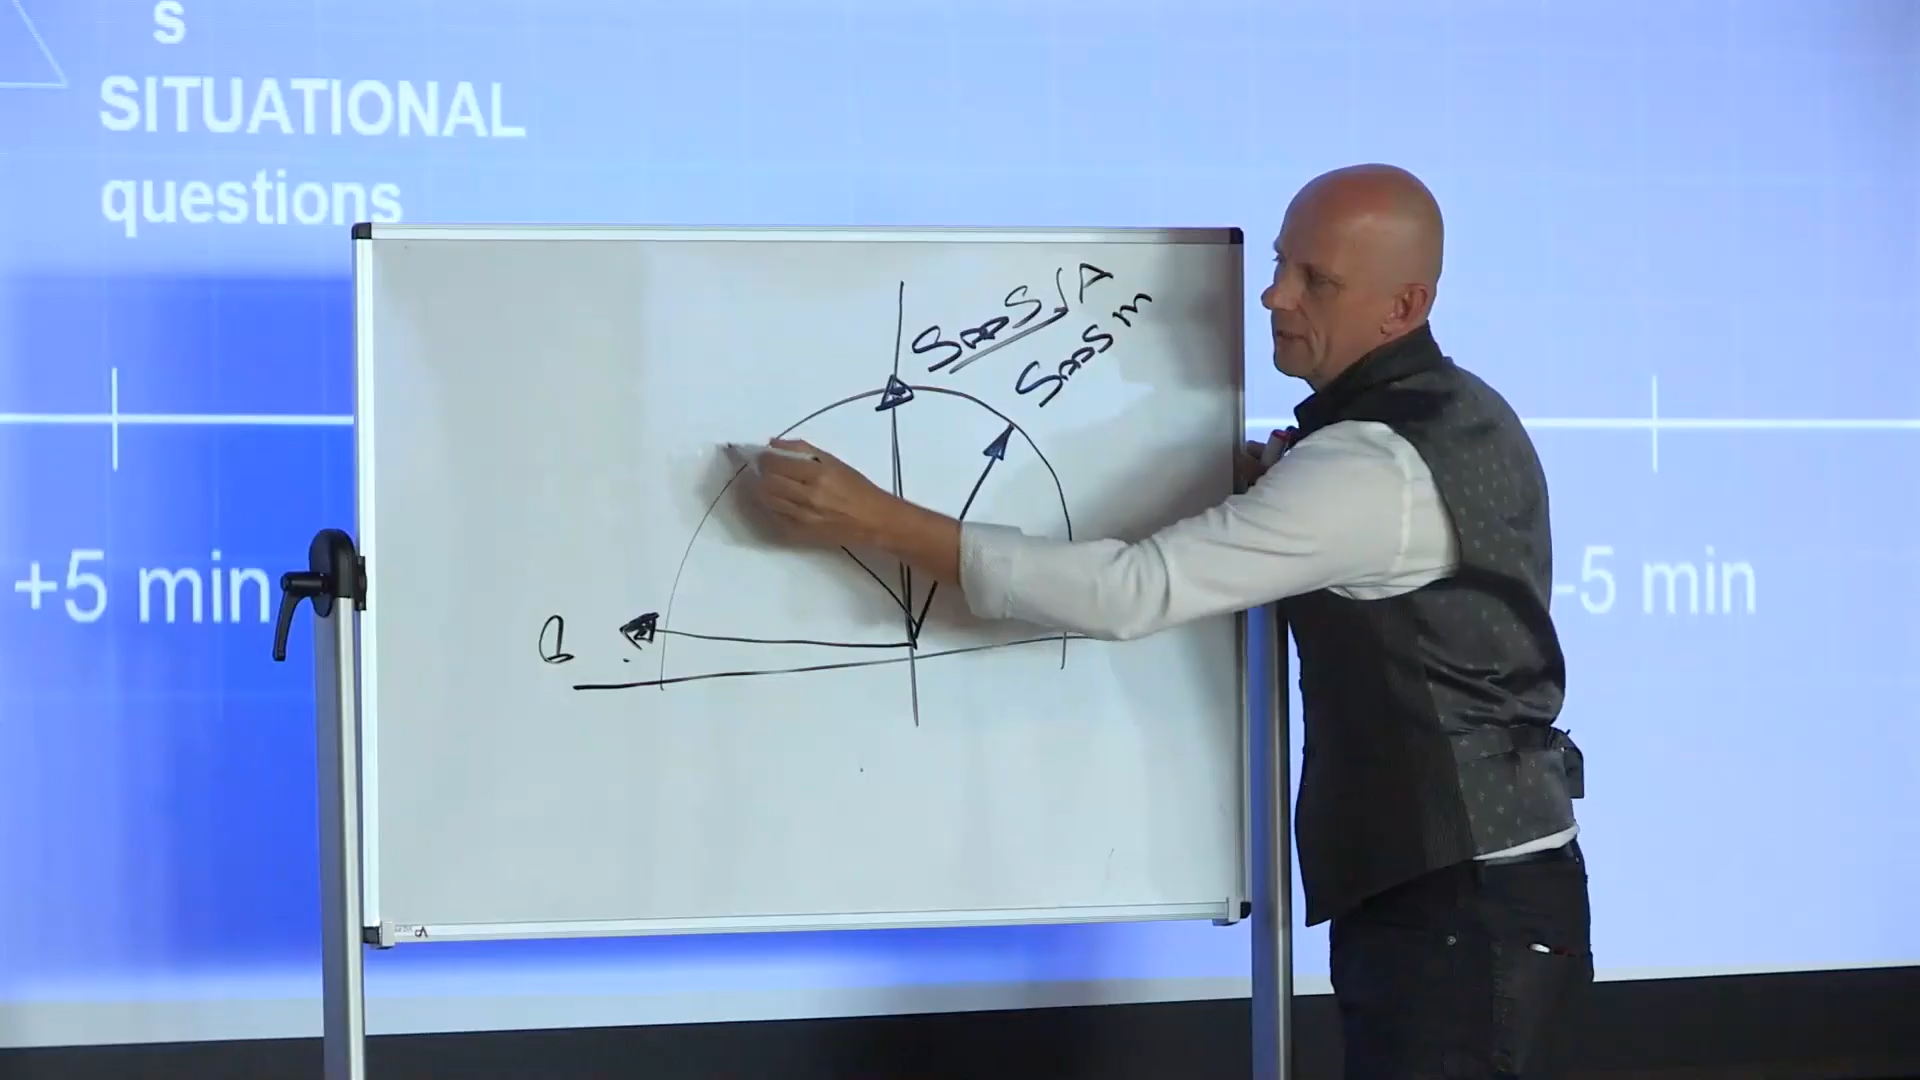 s
SITUATIONAL
questions
SaaS/A
SaaS m
+5 min
-5 min